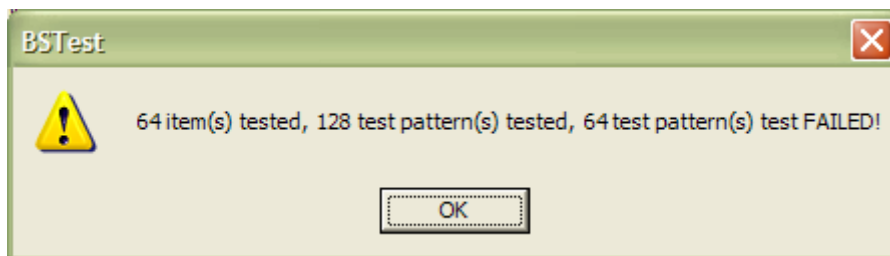 BSTest
64 item(s) tested, 128 test pattern(s) tested, 64 test pattern(s) test FAILED!
OK